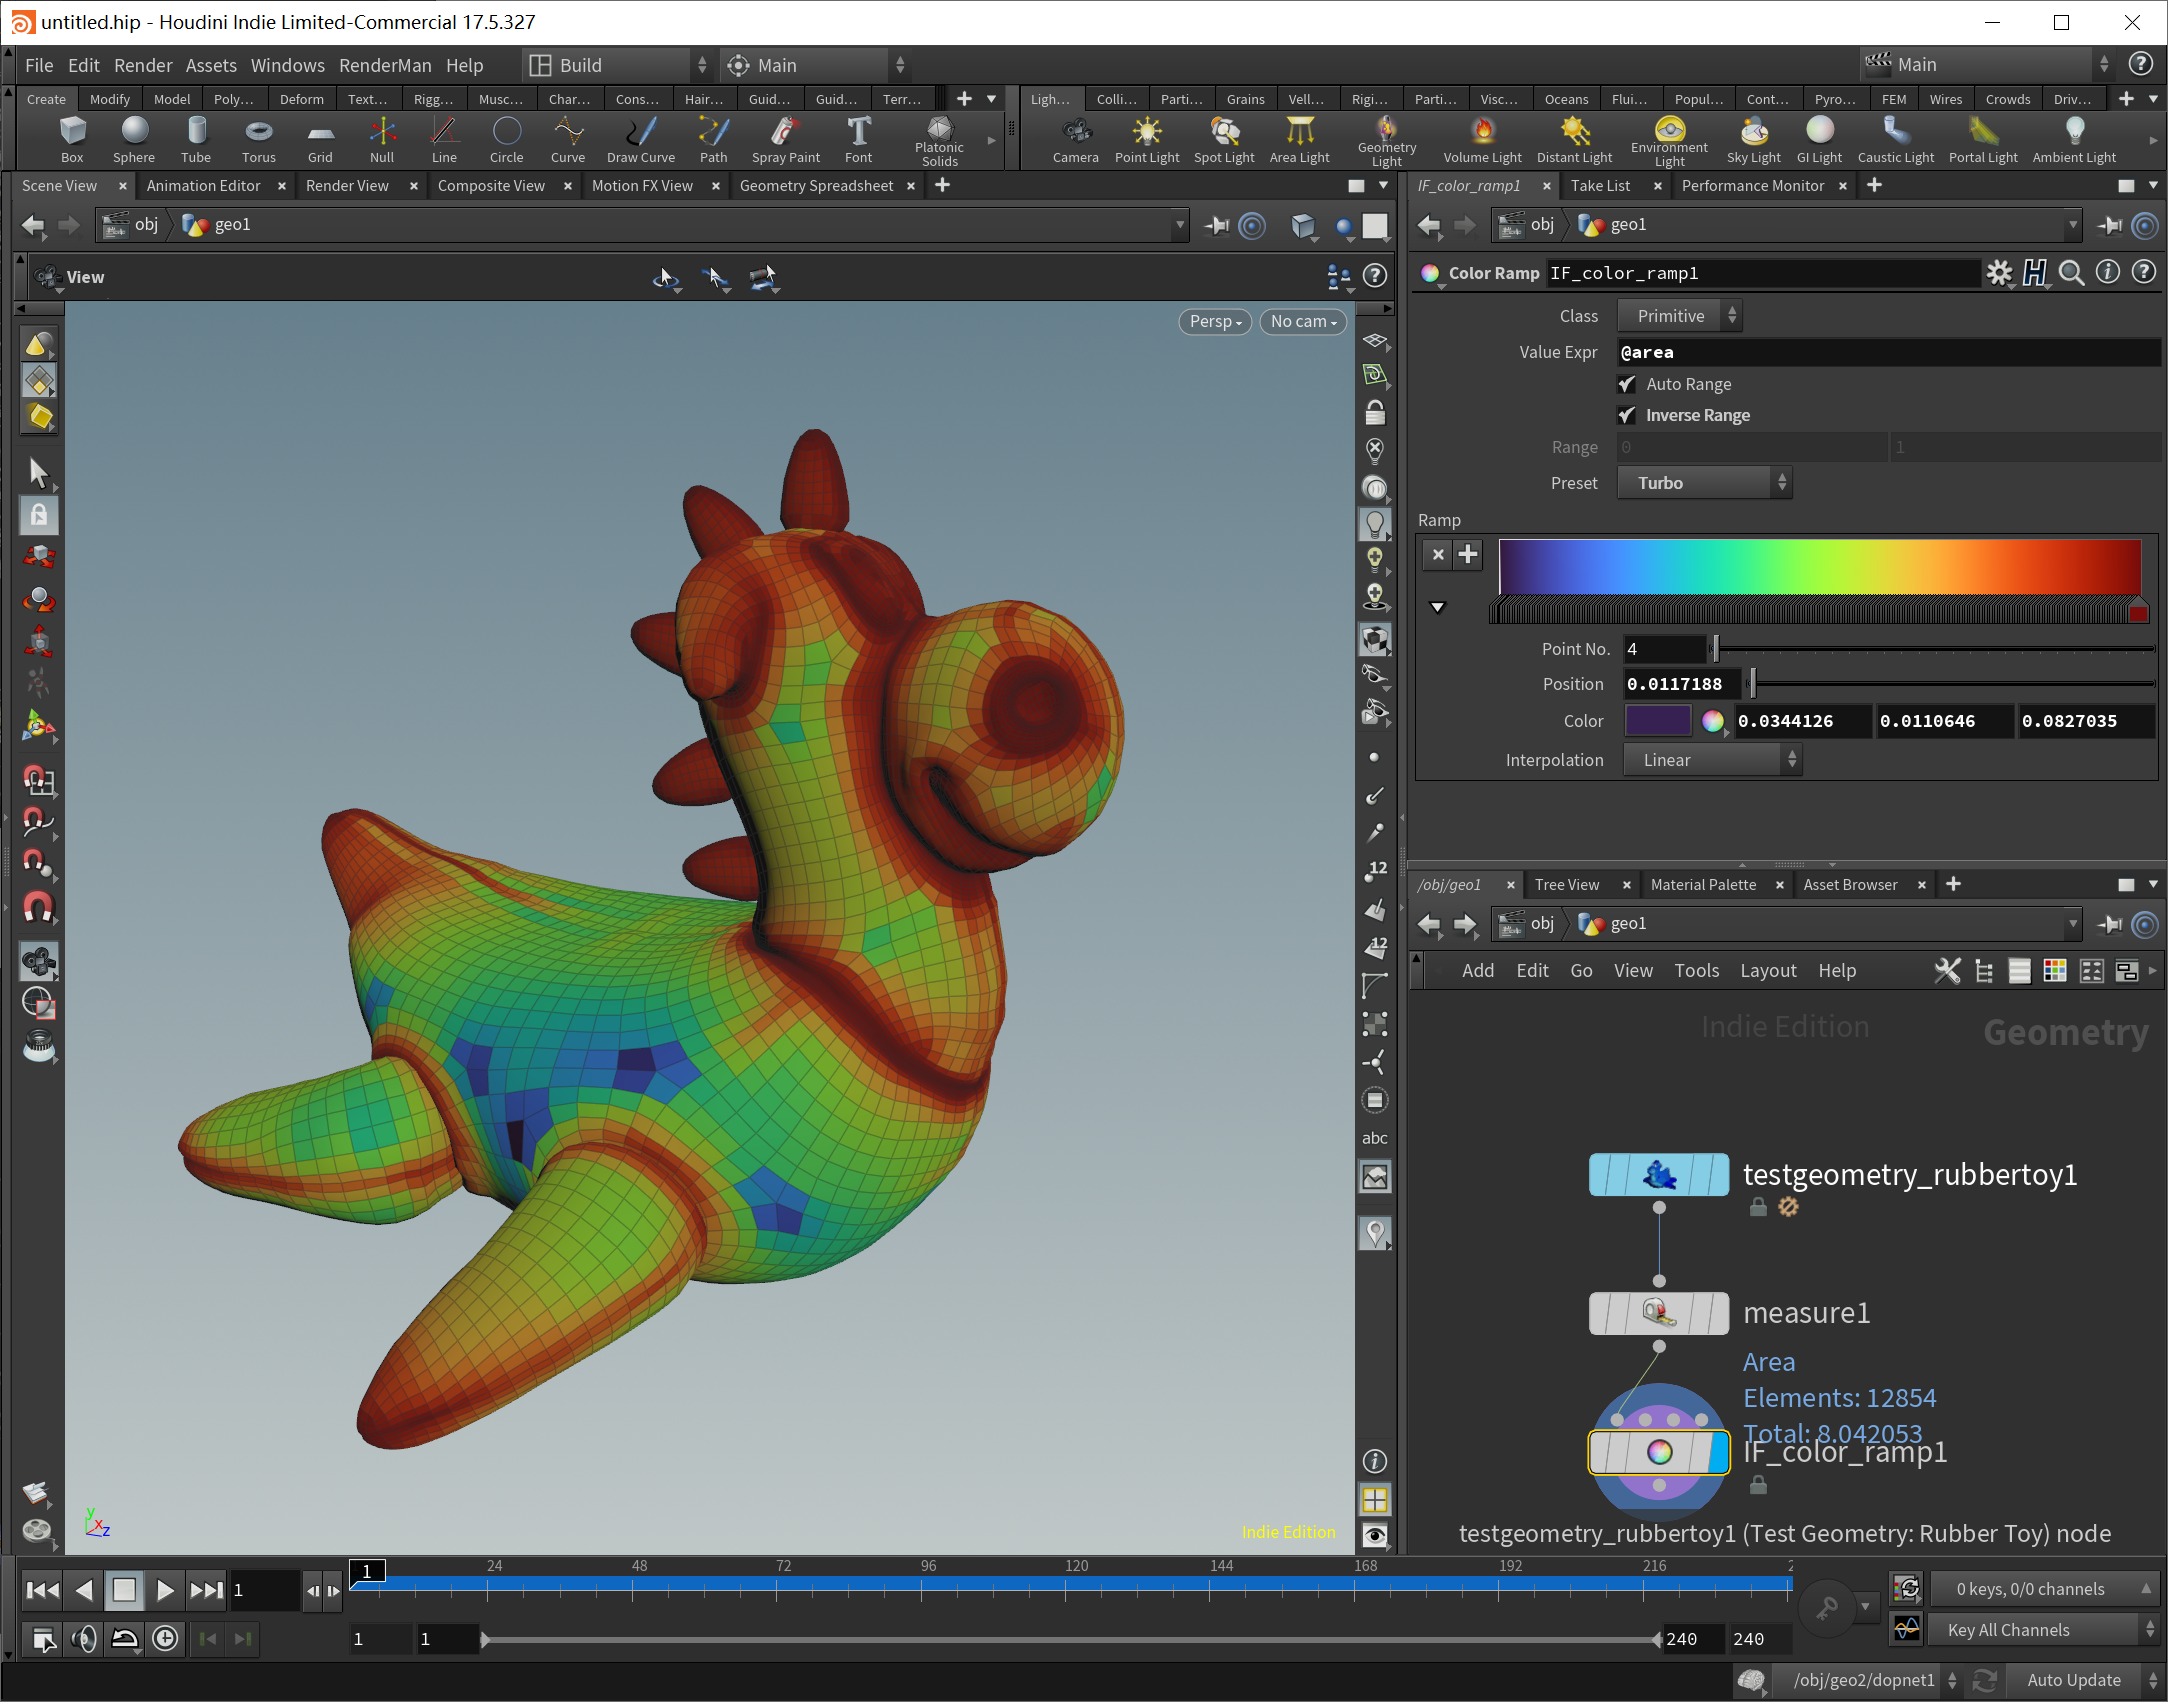 untitled.hip - Houdini Indie Limited-Commercial 17.5.327
File Edit Render Assets Windows RenderMan Help Build Main Main
Create Modify Model Poly... Deform Text... Rigg... Musc... Char... Cons... Hair... Guid... Guid... Terr...
Ligh... Colli... Parti... Grains Vell... Rigi... Parti... Visc... Oceans Flui... Popul... Cont... Pyro... FEM Wires Crowds Driv...
Box Sphere Tube Torus Grid Null Line Circle Curve Draw Curve Path Spray Paint Font Platonic Solids
Camera Point Light Spot Light Area Light Geometry Light Volume Light Distant Light Environment Light Sky Light GI Light Caustic Light Portal Light Ambient Light
Scene View Animation Editor Render View Composite View Motion FX View Geometry Spreadsheet
obj geo1
View
Persp No cam
12
12
abc
Indie Edition
y x z
IF_color_ramp1 Take List Performance Monitor
obj geo1
Color Ramp IF_color_ramp1
Class Primitive
Value Expr @area
Auto Range
Inverse Range
Range 0 1
Preset Turbo
Ramp
Point No. 4
Position 0.0117188
Color 0.0344126 0.0110646 0.0827035
Interpolation Linear
/obj/geo1 Tree View Material Palette Asset Browser
obj geo1
Add Edit Go View Tools Layout Help
Indie Edition Geometry
testgeometry_rubbertoy1
measure1
Area
Elements: 12854
Total: 8.042053
IF_color_ramp1
testgeometry_rubbertoy1 (Test Geometry: Rubber Toy) node
1 1 24 48 72 96 120 144 168 192 216
0 keys, 0/0 channels
1 1 240 240
Key All Channels
/obj/geo2/dopnet1 Auto Update